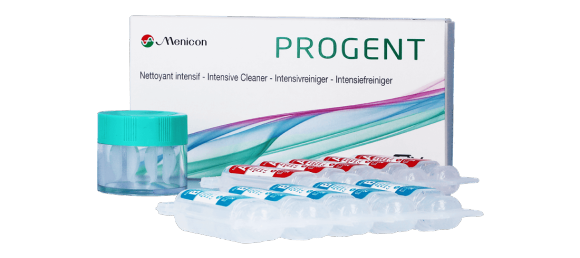 Menicon
PROGENT
Nettoyant intensif - Intensive Cleaner - Intensivreiniger - Intensiefreiniger